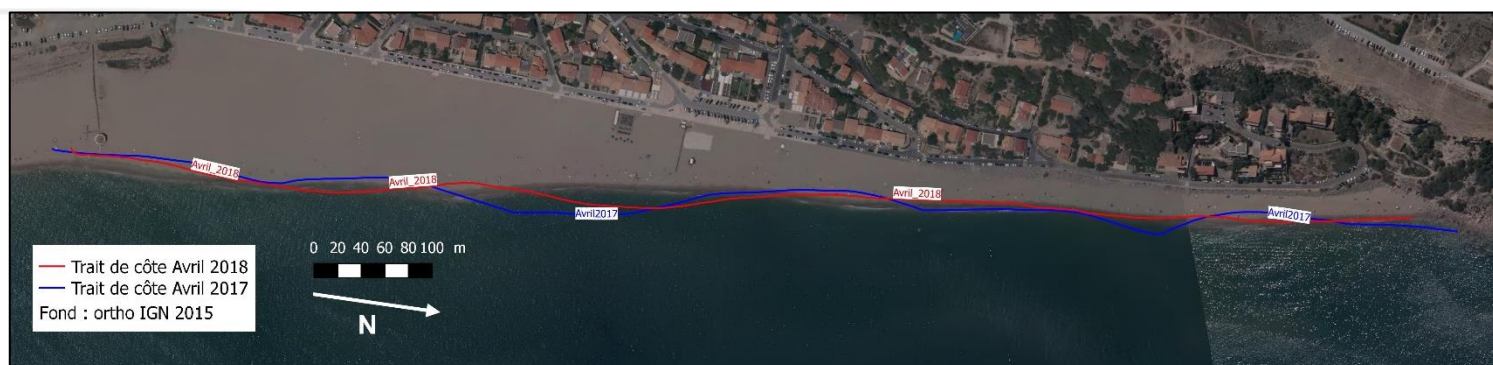 Avril_2018
Avril_2018
Avril2017
Avril_2018
Avril2017
0 20 40 60 80 100 m
Trait de côte Avril 2018
Trait de côte Avril 2017
Fond : ortho IGN 2015
N